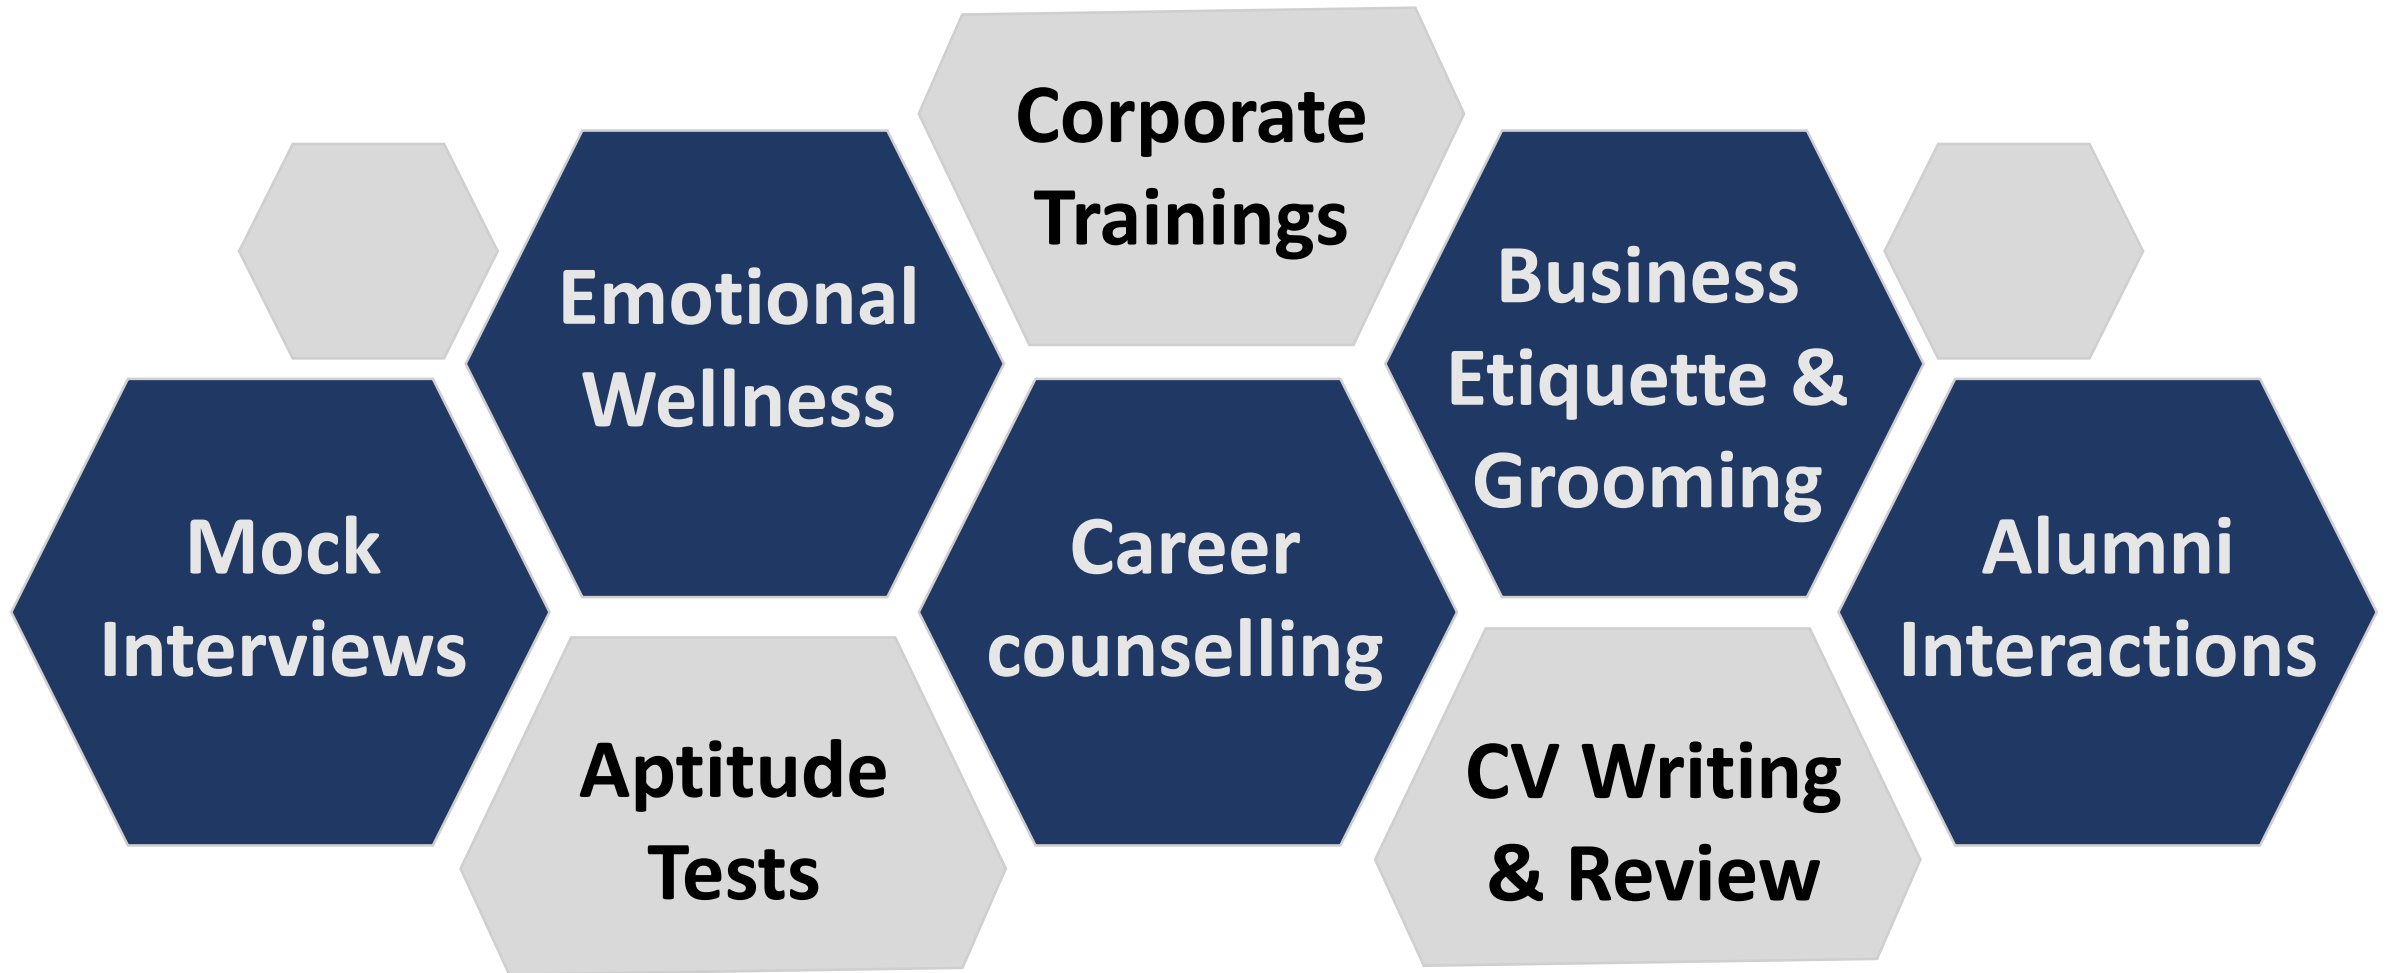 Corporate
Trainings
Emotional
Wellness
Business
Etiquette &
Grooming
Mock
Interviews
Career
counselling
Alumni
Interactions
Aptitude
Tests
CV Writing
& Review